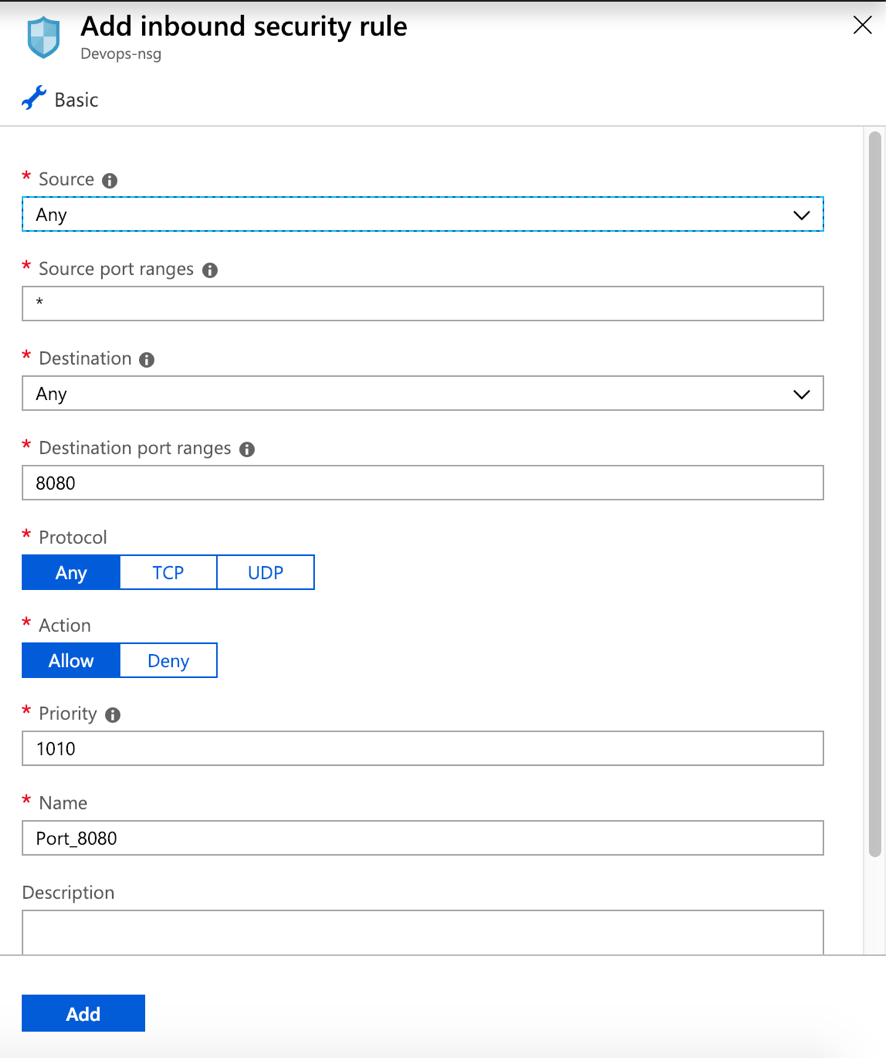 Add inbound security rule
Devops-nsg
Basic
* Source
Any
* Source port ranges
*
* Destination
Any
* Destination port ranges
8080
* Protocol
Any TCP UDP
* Action
Allow Deny
* Priority
1010
* Name
Port_8080
Description
Add